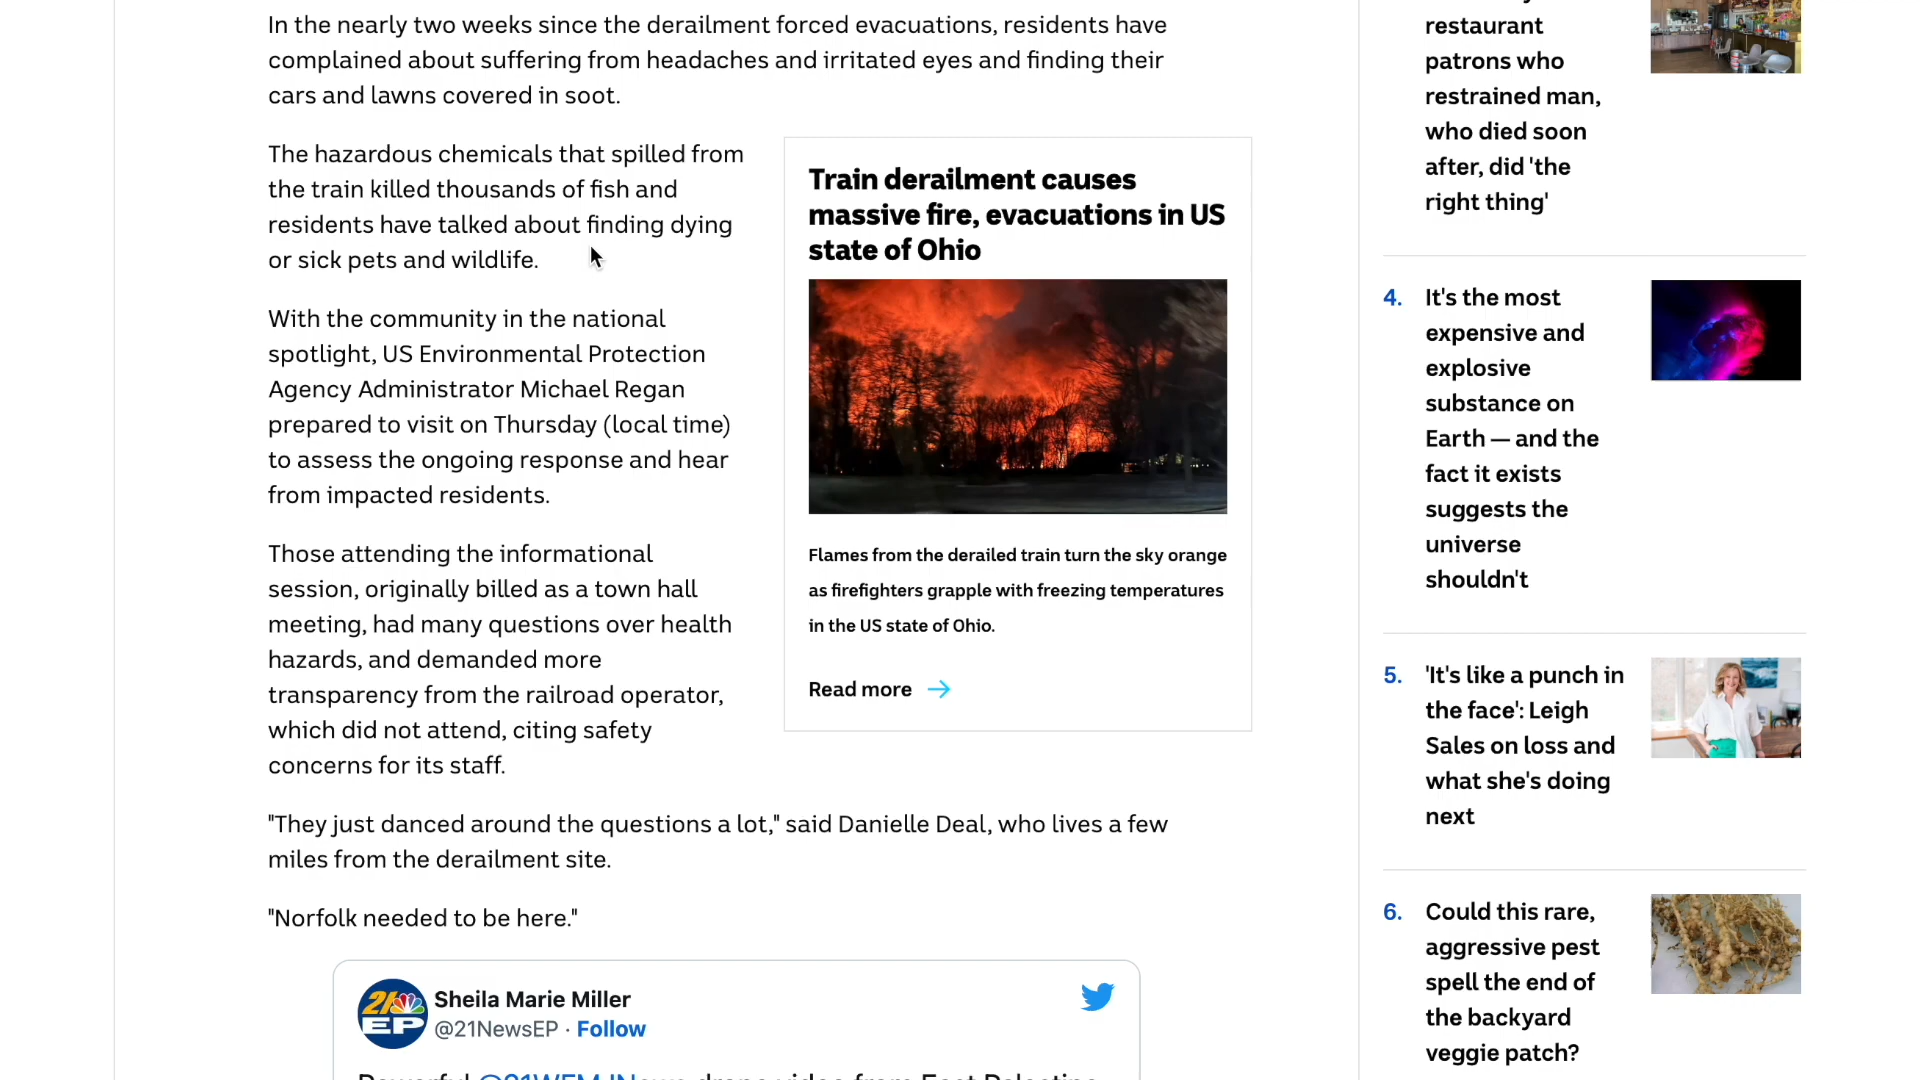 In the nearly two weeks since the derailment forced evacuations, residents have
complained about suffering from headaches and irritated eyes and finding their
cars and lawns covered in soot.
The hazardous chemicals that spilled from
the train killed thousands of fish and
residents have talked about finding dying
or sick pets and wildlife.
With the community in the national
spotlight, US Environmental Protection
Agency Administrator Michael Regan
prepared to visit on Thursday (local time)
to assess the ongoing response and hear
from impacted residents.
Those attending the informational
session, originally billed as a town hall
meeting, had many questions over health
hazards, and demanded more
transparency from the railroad operator,
which did not attend, citing safety
concerns for its staff.
Train derailment causes
massive fire, evacuations in US
state of Ohio
Flames from the derailed train turn the sky orange
as firefighters grapple with freezing temperatures
in the US state of Ohio.
Read more
"They just danced around the questions a lot," said Danielle Deal, who lives a few
miles from the derailment site.
"Norfolk needed to be here."
21
EP
Sheila Marie Miller
@21NewsEP · Follow
restaurant
patrons who
restrained man,
who died soon
after, did 'the
right thing'
4. It's the most
expensive and
explosive
substance on
Earth — and the
fact it exists
suggests the
universe
shouldn't
5. 'It's like a punch in
the face': Leigh
Sales on loss and
what she's doing
next
6. Could this rare,
aggressive pest
spell the end of
the backyard
veggie patch?